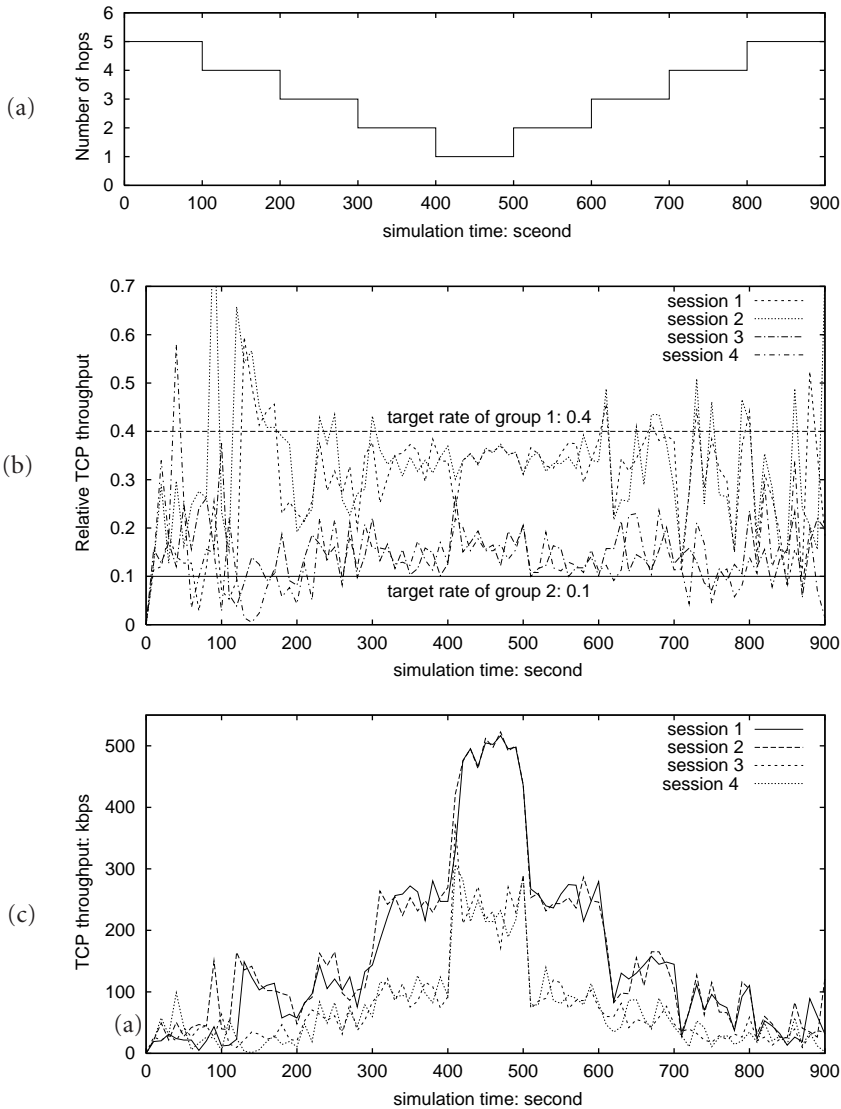 6
5
4
3
2
1
0
Number of hops
(a)
0 100 200 300 400 500 600 700 800 900
simulation time: sceond
0.7
0.6
0.5
0.4
0.3
0.2
0.1
0
Relative TCP throughput
(b)
session 1
session 2
session 3
session 4
target rate of group 1: 0.4
target rate of group 2: 0.1
0 100 200 300 400 500 600 700 800 900
simulation time: second
500
400
300
200
100
0
TCP throughput: kbps
(c)
(a)
session 1
session 2
session 3
session 4
0 100 200 300 400 500 600 700 800 900
simulation time: second